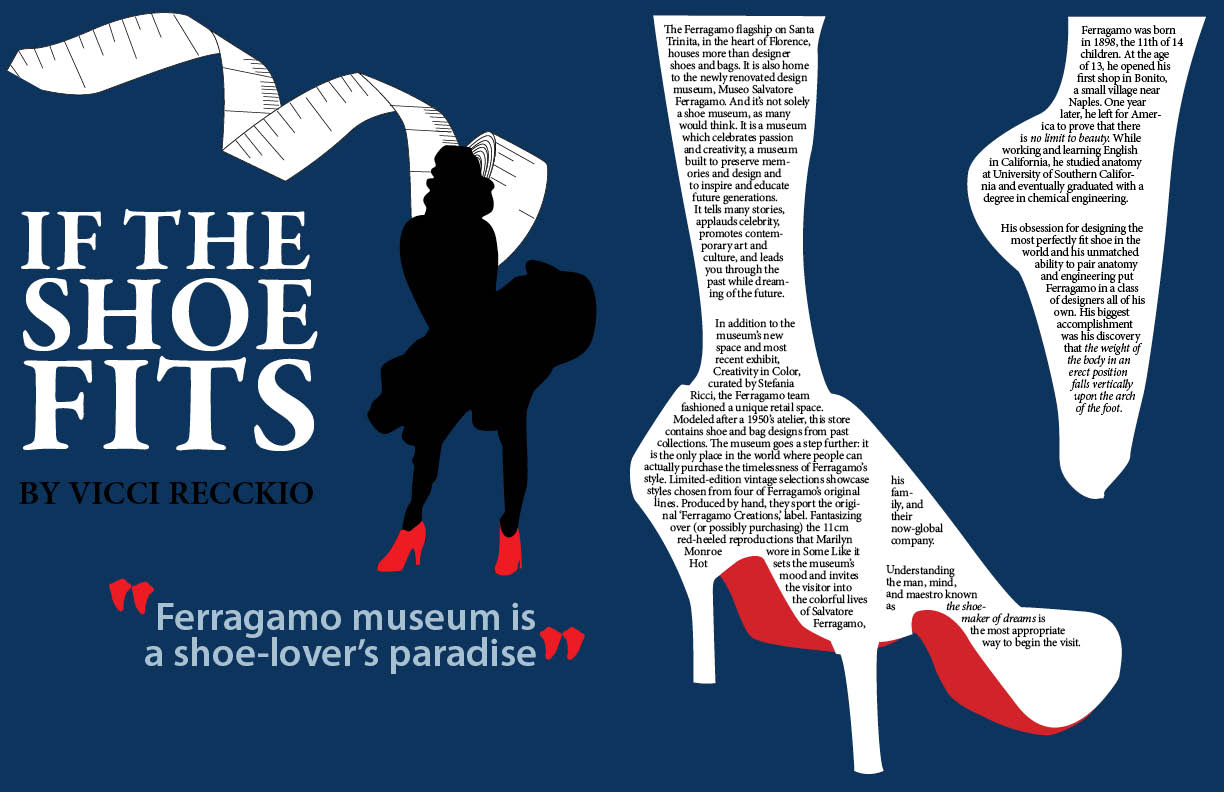 IF THE
SHOE
FITS
BY VICCI RECCKIO
Ferragamo museum is
a shoe-lover's paradise
The Ferragamo flagship on Santa
Trinita, in the heart of Florence,
houses more than designer
shoes and bags. It is also home
to the newly renovated design
museum, Museo Salvatore
Ferragamo. And it's not solely
a shoe museum, as many
would think. It is a museum
which celebrates passion
and creativity, a museum
built to preserve mem-
ories and design and
to inspire and educate
future generations.
It tells many stories,
applauds celebrity,
promotes contem-
porary art and
culture, and leads
you through the
past while dream-
ing of the future.
In addition to the
museum's new
space and most
recent exhibit,
Creativity in Color,
curated by Stefania
Ricci, the Ferragamo team
fashioned a unique retail space.
Modeled after a 1950's atelier, this store
contains shoe and bag designs from past
collections. The museum goes a step further: it
is the only place in the world where people can
actually purchase the timelessness of Ferragamo's
style. Limited-edition vintage selections showcase
styles chosen from four of Ferragamo's original
lines. Produced by hand, they sport the origi-
nal 'Ferragamo Creations,' label. Fantasizing
over (or possibly purchasing) the 11cm
red-heeled reproductions that Marilyn
Monroe wore in Some Like it
Hot sets the museum's
mood and invites
the visitor into
the colorful lives
of Salvatore
Ferragamo,
his
fam-
ily, and
their
now-global
company.
Understanding
the man, mind,
and maestro known
as the shoe-
maker of dreams is
the most appropriate
way to begin the visit.
Ferragamo was born
in 1898, the 11th of 14
children. At the age
of 13, he opened his
first shop in Bonito,
a small village near
Naples. One year
later, he left for Amer-
ica to prove that there
is no limit to beauty. While
working and learning English
in California, he studied anatomy
at University of Southern Califor-
nia and eventually graduated with a
degree in chemical engineering.
His obsession for designing the
most perfectly fit shoe in the
world and his unmatched
ability to pair anatomy
and engineering put
Ferragamo in a class
of designers all of his
own. His biggest
accomplishment
was his discovery
that the weight of
the body in an
erect position
falls vertically
upon the arch
of the foot.